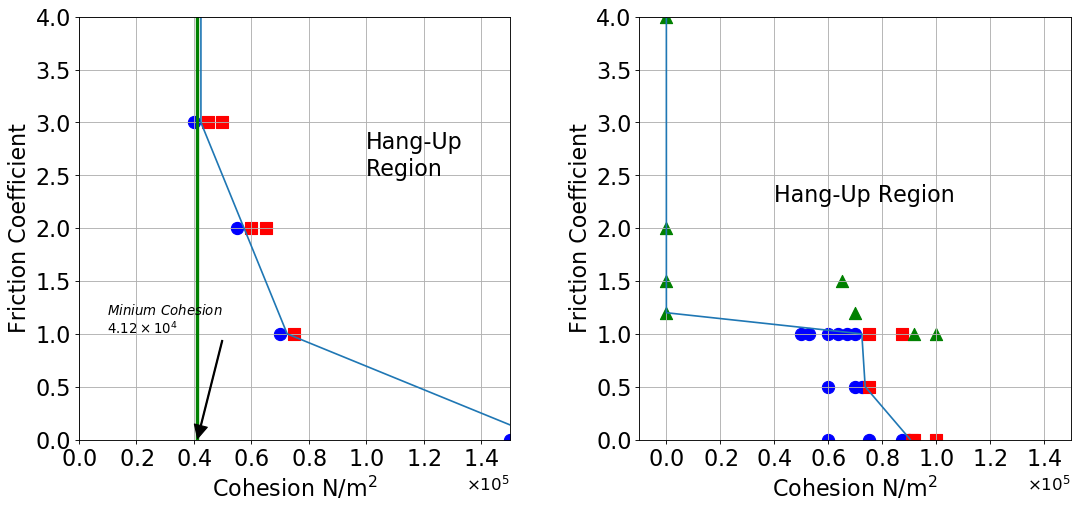 4.0
3.5
3.0
2.5
2.0
1.5
1.0
0.5
0.0
Friction Coefficient
Hang-Up
Region
Minium Cohesion
4.12 × 10⁴
0.0 0.2 0.4 0.6 0.8 1.0 1.2 1.4
Cohesion N/m²
×10⁵
4.0
3.5
3.0
2.5
2.0
1.5
1.0
0.5
0.0
Friction Coefficient
Hang-Up Region
0.0 0.2 0.4 0.6 0.8 1.0 1.2 1.4
Cohesion N/m²
×10⁵